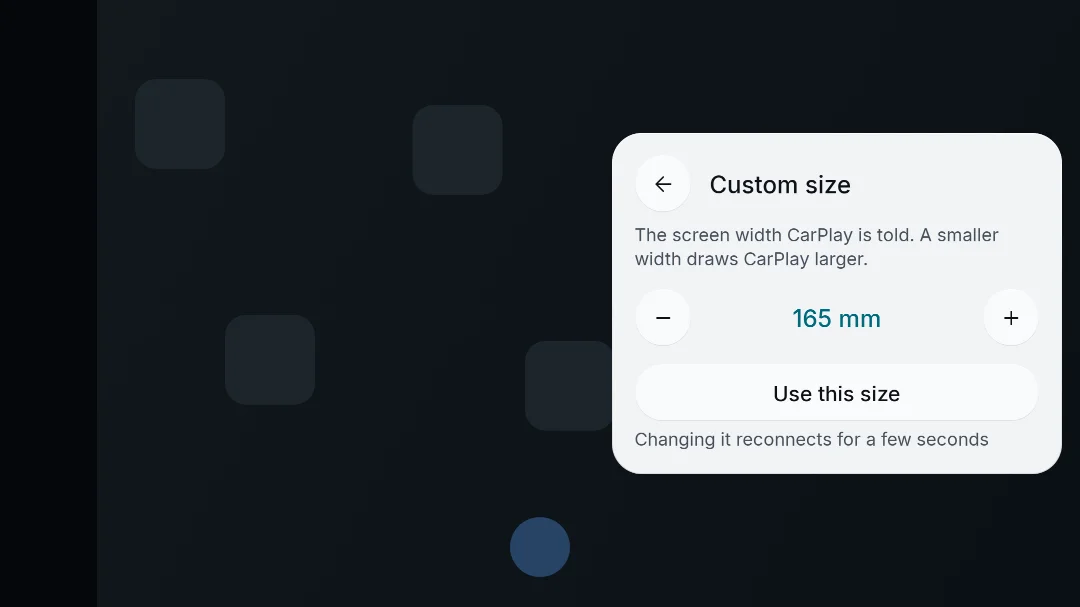 Custom size
The screen width CarPlay is told. A smaller
width draws CarPlay larger.
165 mm
Use this size
Changing it reconnects for a few seconds